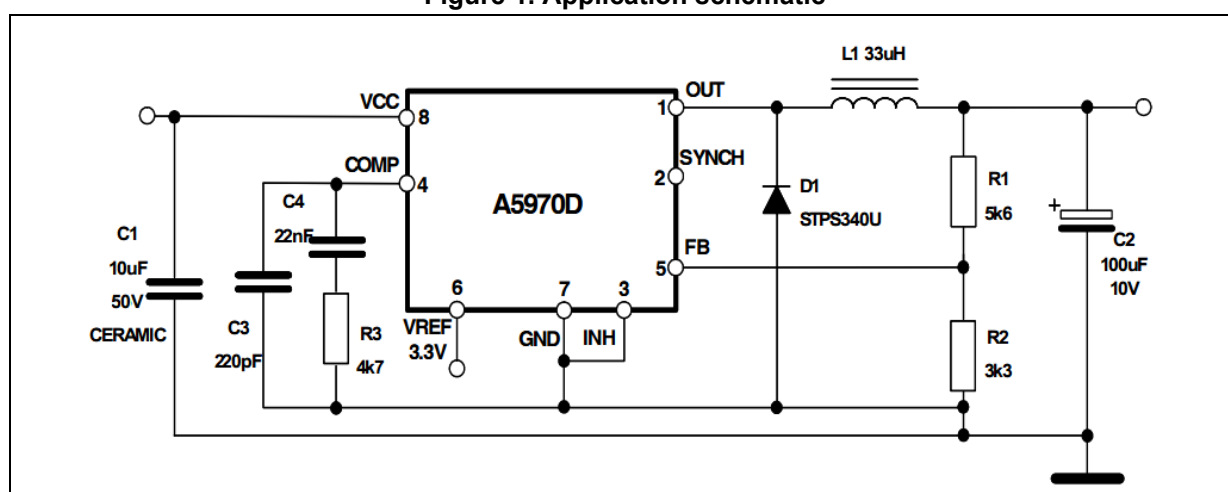 Figure 1. Application schematic
L1 33uH
VCC
8
OUT
1
COMP
4
SYNCH
2
A5970D
C4
22nF
D1
STPS340U
R1
5k6
C1
10uF
50V
CERAMIC
FB
5
+
C2
100uF
10V
6
7
3
VREF
3.3V
GND
INH
C3
220pF
R3
4k7
R2
3k3